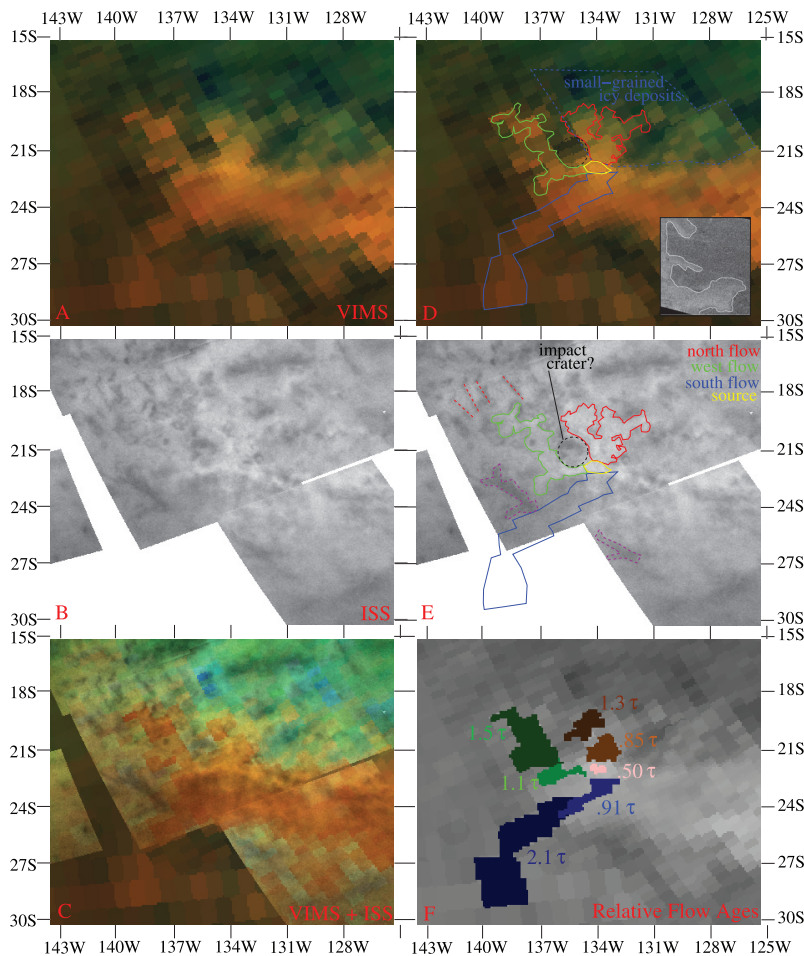 143W 140W 137W 134W 131W 128W 143W 140W 137W 134W 131W 128W 125W
15S 15S
18S 18S
21S 21S
24S 24S
27S 27S
30S 30S
A VIMS
small-grained
icy deposits
D
15S 15S
18S 18S
21S 21S
24S 24S
27S 27S
30S 30S
B ISS
impact
crater?
north flow
west flow
south flow
source
E
15S 15S
18S 18S
21S 21S
24S 24S
27S 27S
30S 30S
C VIMS + ISS
1.3 τ
1.5 τ
.85 τ
.50 τ
1.1 τ
.91 τ
2.1 τ
F Relative Flow Ages
143W 140W 137W 134W 131W 128W 140W 137W 134W 131W 128W 125W